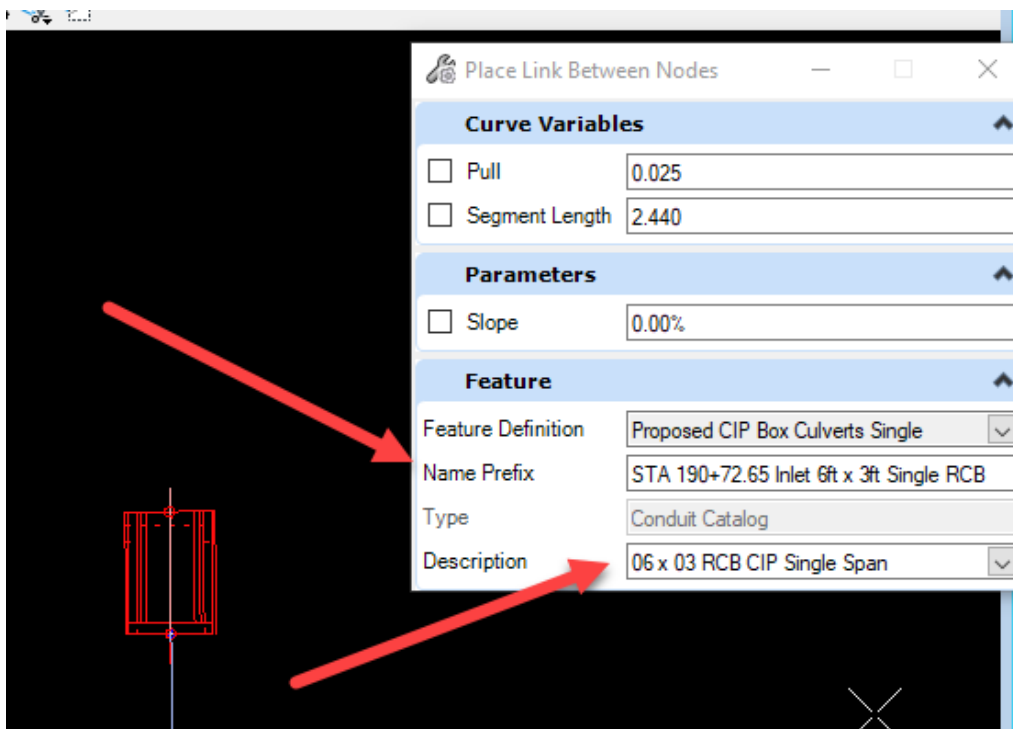 Place Link Between Nodes
Curve Variables
Pull 0.025
Segment Length 2.440
Parameters
Slope 0.00%
Feature
Feature Definition Proposed CIP Box Culverts Single
Name Prefix STA 190+72.65 Inlet 6ft x 3ft Single RCB
Type Conduit Catalog
Description 06 x 03 RCB CIP Single Span